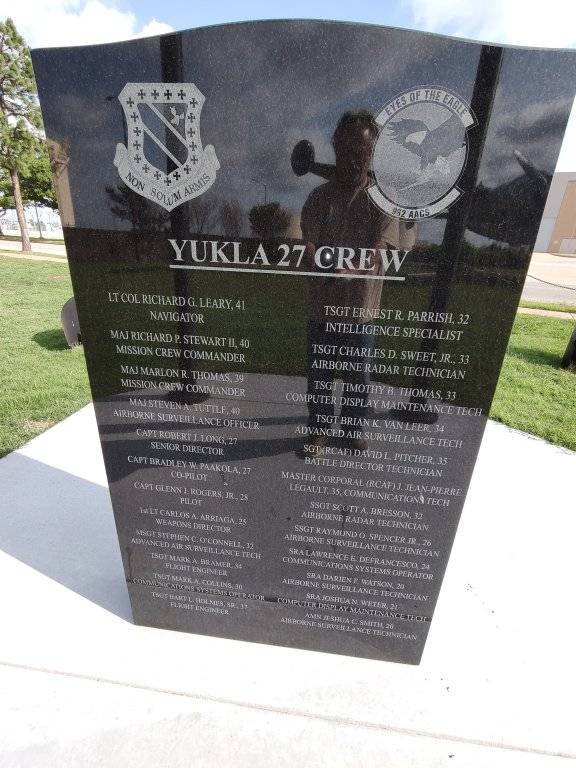 NON SOLUM ARMIS
EYES OF THE EAGLE
962 AACS
YUKLA 27 CREW
LT COL RICHARD G. LEARY, 41
NAVIGATOR
MAJ RICHARD P. STEWART II, 40
MISSION CREW COMMANDER
MAJ MARLON R. THOMAS, 39
MISSION CREW COMMANDER
MAJ STEVEN A. TUTTLE, 40
AIRBORNE SURVEILLANCE OFFICER
CAPT ROBERT J. LONG, 27
SENIOR DIRECTOR
CAPT BRADLEY W. PAAKOLA, 27
CO-PILOT
CAPT GLENN J. ROGERS, JR., 28
PILOT
1st LT CARLOS A. ARRIAGA, 25
WEAPONS DIRECTOR
MSGT STEPHEN C. O'CONNELL, 32
ADVANCED AIR SURVEILLANCE TECH
TSGT MARK A. BRAMER, 34
FLIGHT ENGINEER
TSGT MARK A. COLLINS, 36
COMMUNICATIONS SYSTEMS OPERATOR
TSGT BART L. HOLMES, SR., 37
FLIGHT ENGINEER
TSGT ERNEST R. PARRISH, 32
INTELLIGENCE SPECIALIST
TSGT CHARLES D. SWEET, JR., 33
AIRBORNE RADAR TECHNICIAN
TSGT TIMOTHY B. THOMAS, 33
COMPUTER DISPLAY MAINTENANCE TECH
TSGT BRIAN K. VAN LEER, 34
ADVANCED AIR SURVEILLANCE TECH
SGT (RCAF) DAVID L. PITCHER, 35
BATTLE DIRECTOR TECHNICIAN
MASTER CORPORAL (RCAF) J. JEAN-PIERRE
LEGAULT, 35, COMMUNICATIONS TECH
SSGT SCOTT A. BRESSON, 32
AIRBORNE RADAR TECHNICIAN
SSGT RAYMOND O. SPENCER JR., 26
AIRBORNE SURVEILLANCE TECHNICIAN
SRA LAWRENCE E. DEFRANCESCO, 24
COMMUNICATIONS SYSTEMS OPERATOR
SRA DARIEN F. WATSON, 20
AIRBORNE SURVEILLANCE TECHNICIAN
SRA JOSHUA N. WETER, 21
COMPUTER DISPLAY MAINTENANCE TECH
AMN JESHUA C. SMITH, 20
AIRBORNE SURVEILLANCE TECHNICIAN